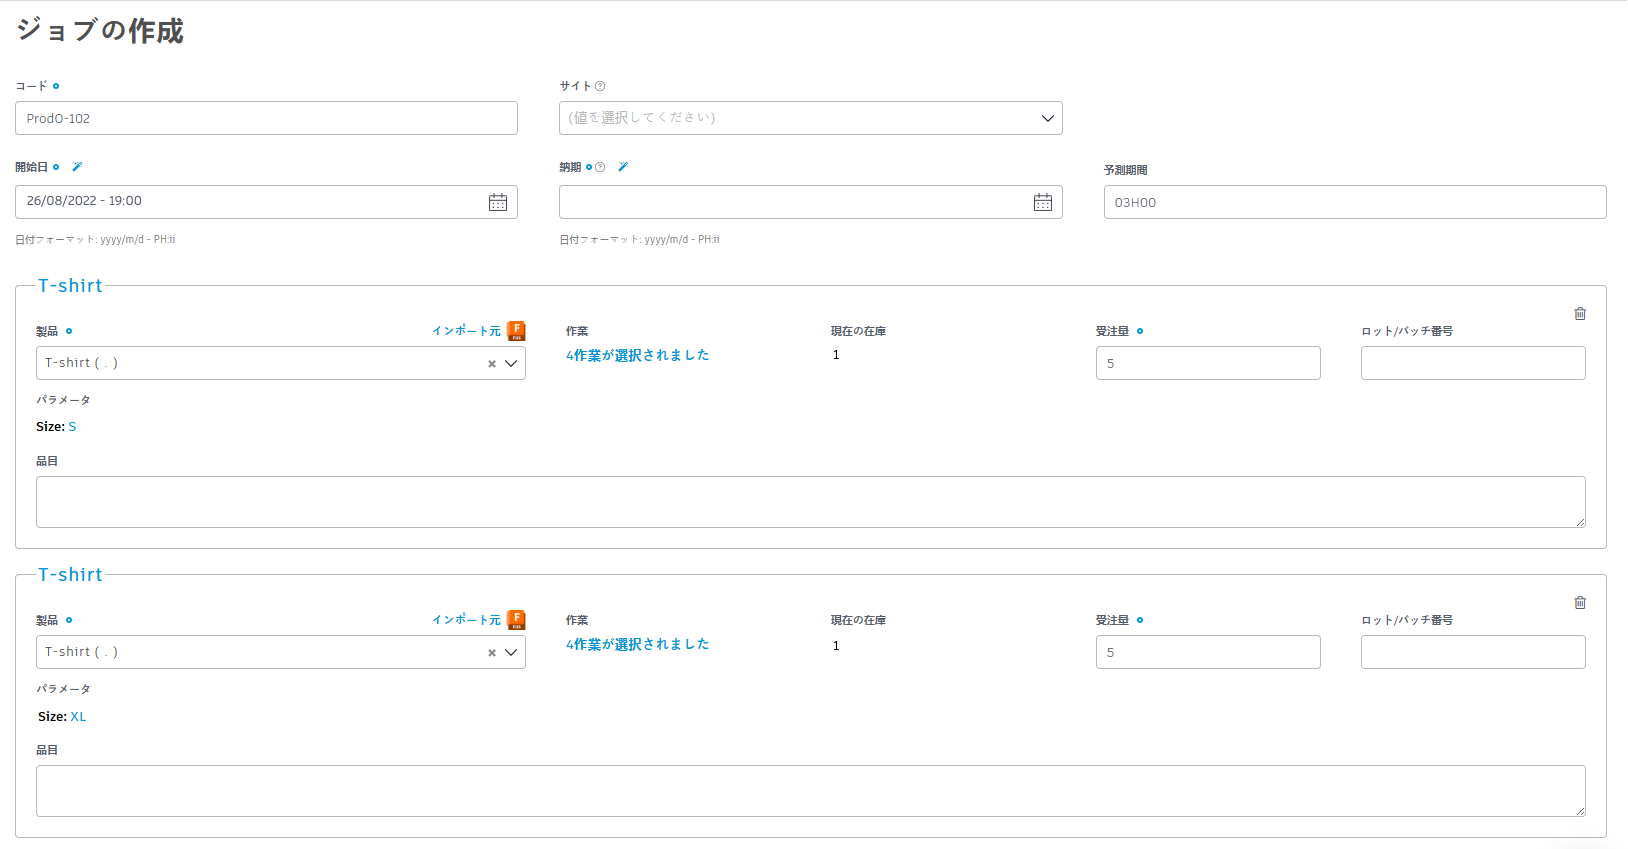 ジョブの作成
コード
サイト
ProdO-102
(値を選択してください)
開始日
納期
予測期間
26/08/2022 - 19:00
03H00
日付フォーマット: yyyy/m/d - PH:ii
日付フォーマット: yyyy/m/d - PH:ii
T-shirt
製品
インポート元
F
作業
現在の在庫
受注量
ロット/バッチ番号
T-shirt ( . )
4作業が選択されました
1
5
パラメータ
Size: S
品目
T-shirt
製品
インポート元
F
作業
現在の在庫
受注量
ロット/バッチ番号
T-shirt ( . )
4作業が選択されました
1
5
パラメータ
Size: XL
品目